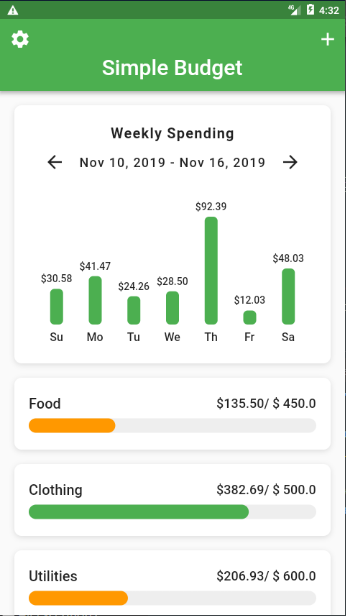 4G 4:32
Simple Budget
Weekly Spending
Nov 10, 2019 - Nov 16, 2019
$30.58 $41.47 $24.26 $28.50 $92.39 $12.03 $48.03
Su Mo Tu We Th Fr Sa
Food $135.50/ $ 450.0
Clothing $382.69/ $ 500.0
Utilities $206.93/ $ 600.0